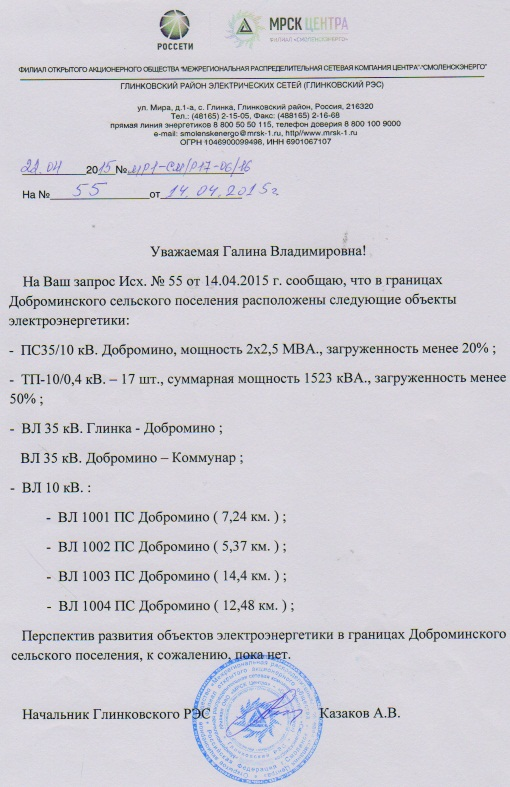 РОССЕТИ
МРСК ЦЕНТРА
ФИЛИАЛ «СМОЛЕНСКЭНЕРГО»
ФИЛИАЛ ОТКРЫТОГО АКЦИОНЕРНОГО ОБЩЕСТВА "МЕЖРЕГИОНАЛЬНАЯ РАСПРЕДЕЛИТЕЛЬНАЯ СЕТЕВАЯ КОМПАНИЯ ЦЕНТРА"-"СМОЛЕНСКЭНЕРГО"
ГЛИНКОВСКИЙ РАЙОН ЭЛЕКТРИЧЕСКИХ СЕТЕЙ (ГЛИНКОВСКИЙ РЭС)
ул. Мира, д.1-а, с. Глинка, Глинковский район, Россия, 216320
Тел.: (48165) 2-15-05, Факс: (488165) 2-16-68
прямая линия энергетиков 8 800 50 50 115, телефон доверия 8 800 100 9000
e-mail: smolenskenergo@mrsk-1.ru, http//www.mrsk-1.ru
ОГРН 1046900099498, ИНН 6901067107
21.04 2015№ МР1-СМ/Р17-06/16
На № 55 от 14.04.2015г.
Уважаемая Галина Владимировна!
На Ваш запрос Исх. № 55 от 14.04.2015 г. сообщаю, что в границах
Доброминского сельского поселения расположены следующие объекты
электроэнергетики:
- ПС35/10 кВ. Добромино, мощность 2х2,5 МВА., загруженность менее 20% ;
- ТП-10/0,4 кВ. – 17 шт., суммарная мощность 1523 кВА., загруженность менее
50% ;
- ВЛ 35 кВ. Глинка - Добромино ;
ВЛ 35 кВ. Добромино – Коммунар ;
- ВЛ 10 кВ. :
- ВЛ 1001 ПС Добромино ( 7,24 км. ) ;
- ВЛ 1002 ПС Добромино ( 5,37 км. ) ;
- ВЛ 1003 ПС Добромино ( 14,4 км. ) ;
- ВЛ 1004 ПС Добромино ( 12,48 км. ) ;
Перспектив развития объектов электроэнергетики в границах Доброминского
сельского поселения, к сожалению, пока нет.
Начальник Глинковского РЭС Казаков А.В.